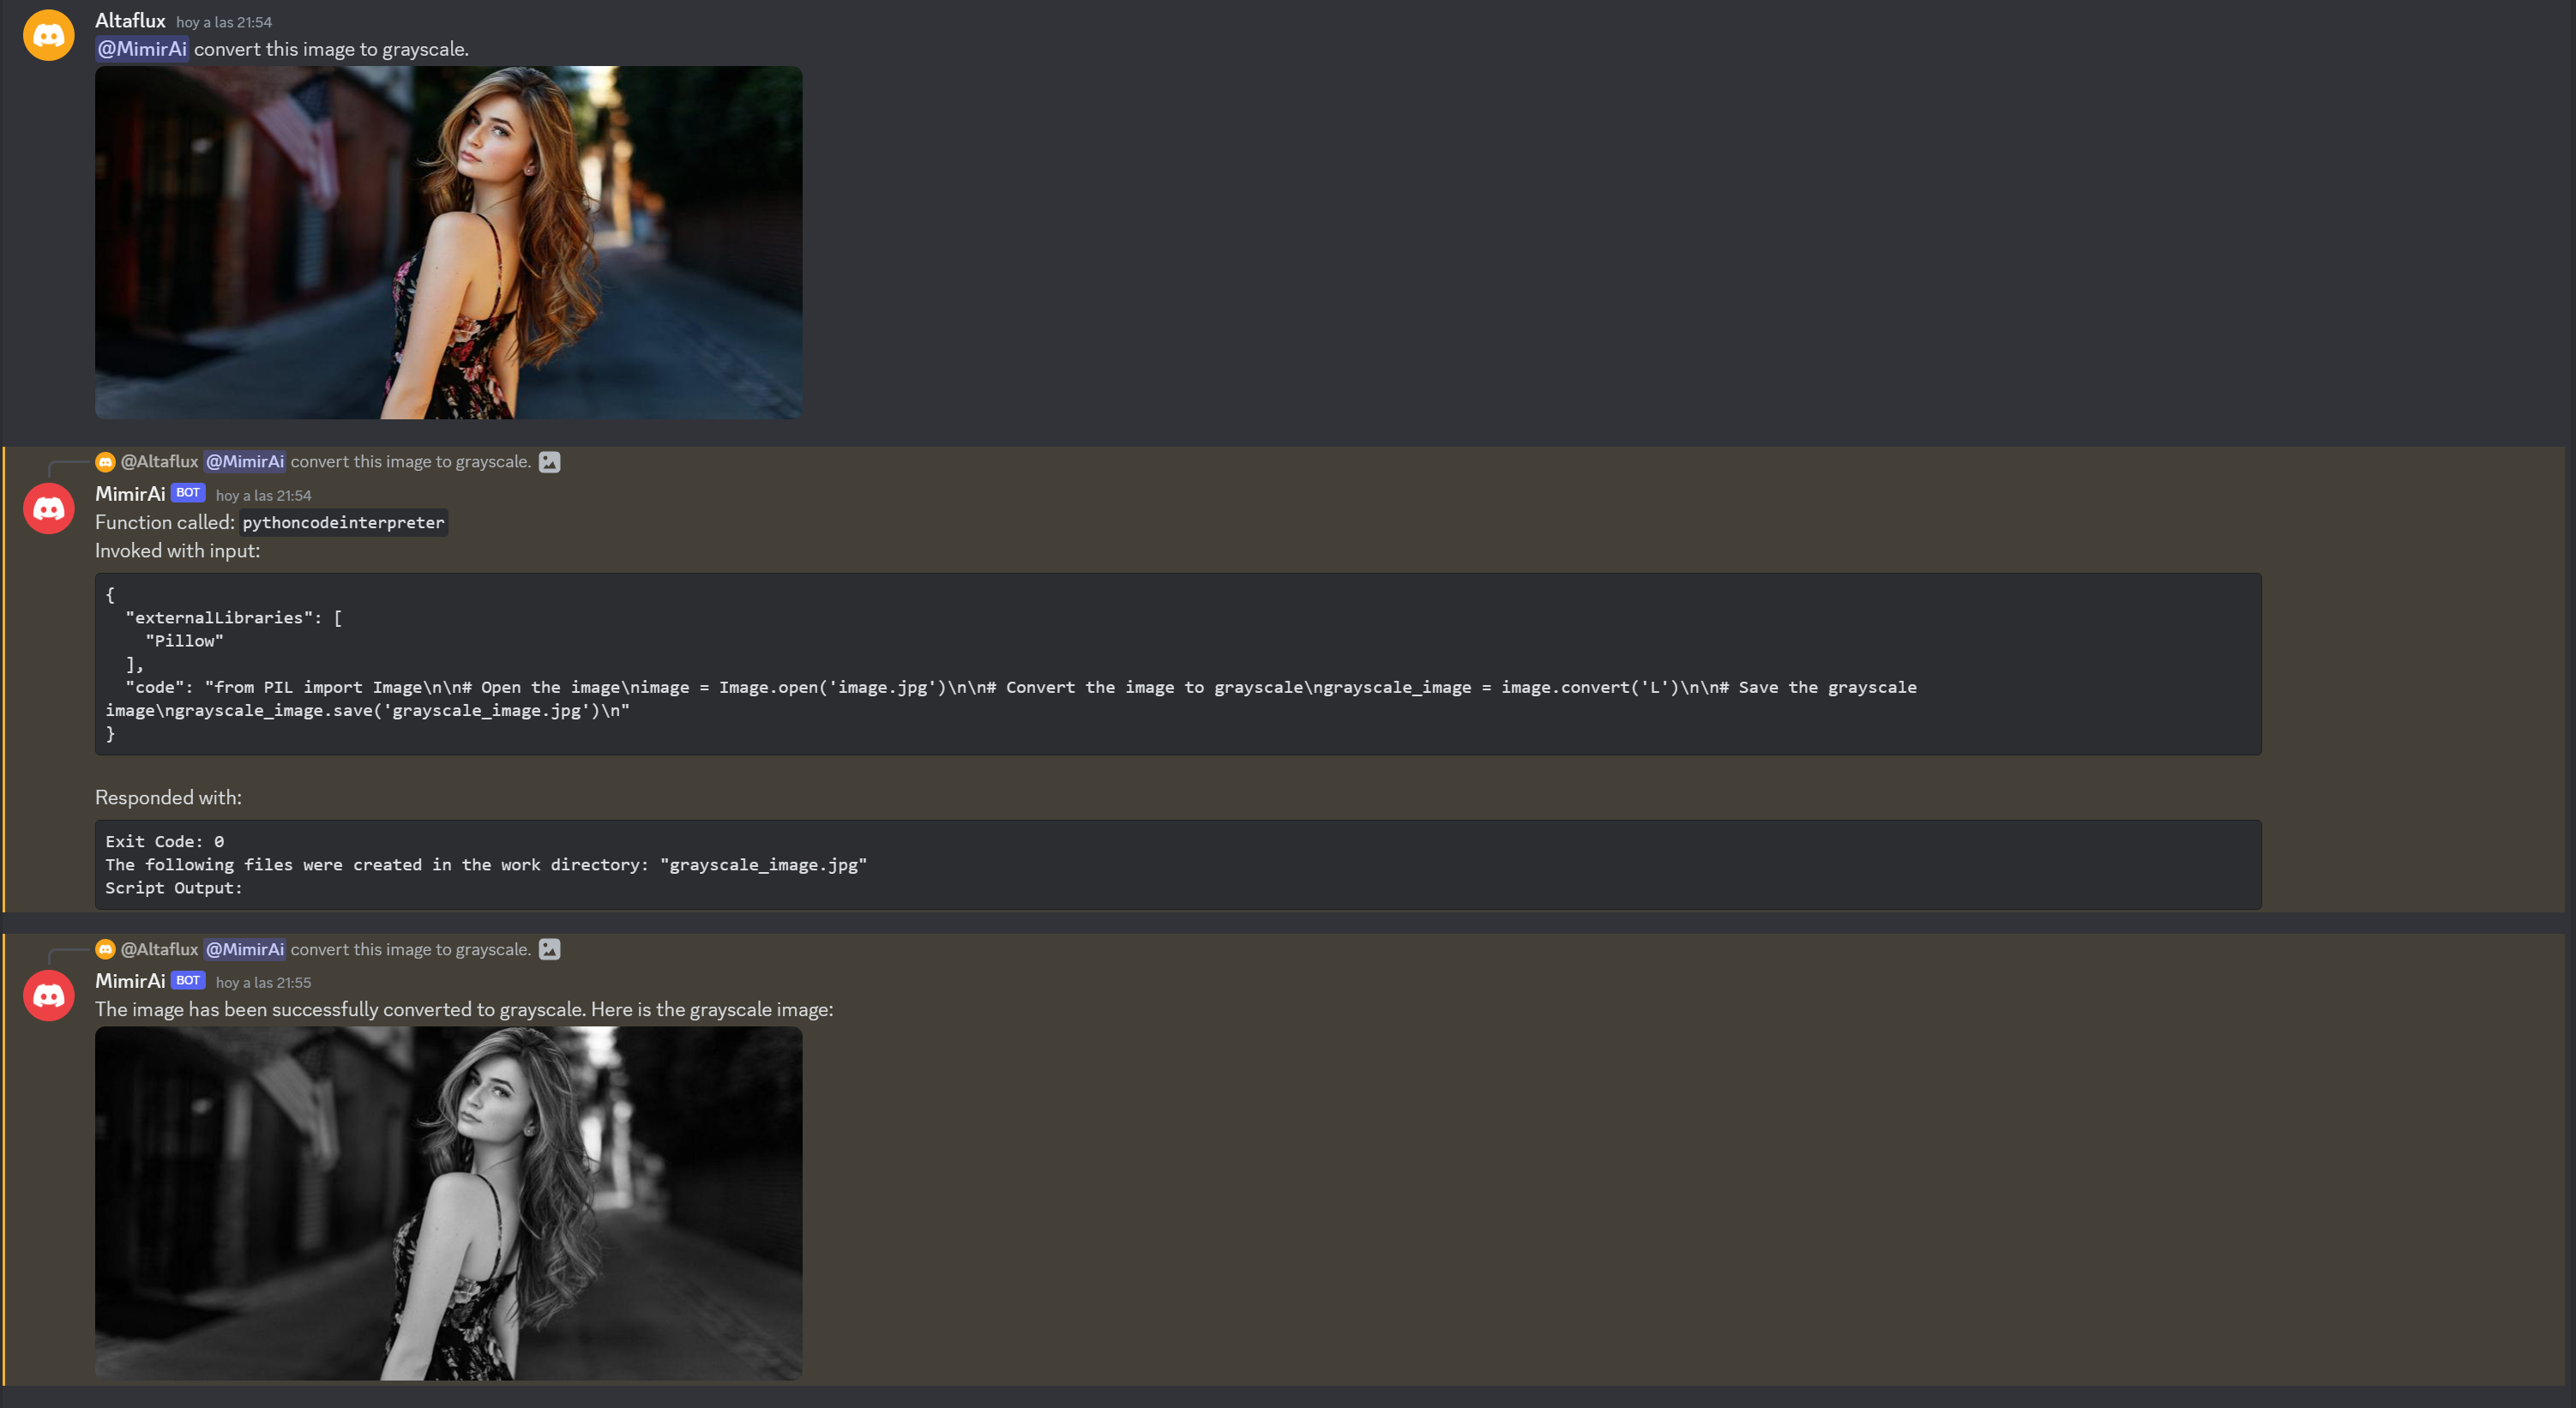 Altaflux hoy a las 21:54
@MimirAi convert this image to grayscale.
@Altaflux @MimirAi convert this image to grayscale.
MimirAi BOT hoy a las 21:54
Function called: pythoncodeinterpreter
Invoked with input:
{
  "externalLibraries": [
    "Pillow"
  ],
  "code": "from PIL import Image\n\n# Open the image\nimage = Image.open('image.jpg')\n\n# Convert the image to grayscale\ngrayscale_image = image.convert('L')\n\n# Save the grayscale
image\ngrayscale_image.save('grayscale_image.jpg')\n"
}
Responded with:
Exit Code: 0
The following files were created in the work directory: "grayscale_image.jpg"
Script Output:
@Altaflux @MimirAi convert this image to grayscale.
MimirAi BOT hoy a las 21:55
The image has been successfully converted to grayscale. Here is the grayscale image: